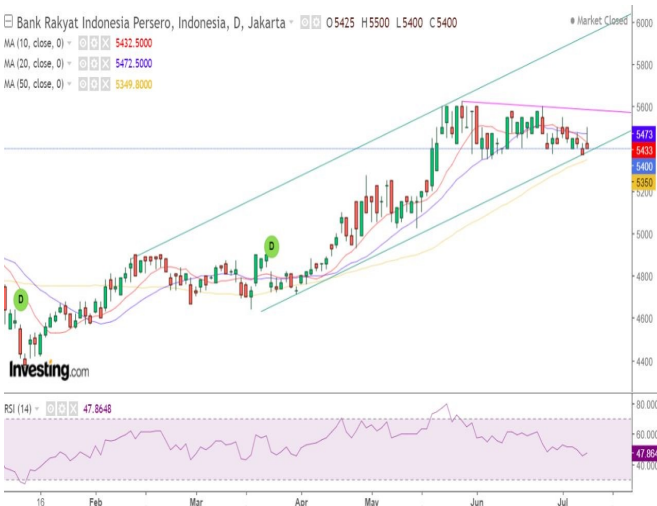 Bank Rakyat Indonesia Persero, Indonesia, D, Jakarta O5425 H5500 L5400 C5400
Market Closed
MA (10, close, 0) 5432.5000
MA (20, close, 0) 5472.5000
MA (50, close, 0) 5349.8000
6000
5800
5600
5473
5433
5400
5350
5200
5000
4800
4600
4400
D
D
Investing.com
RSI (14) 47.8648
80.000
60.000
47.864
40.000
16 Feb Mar Apr May Jun Jul